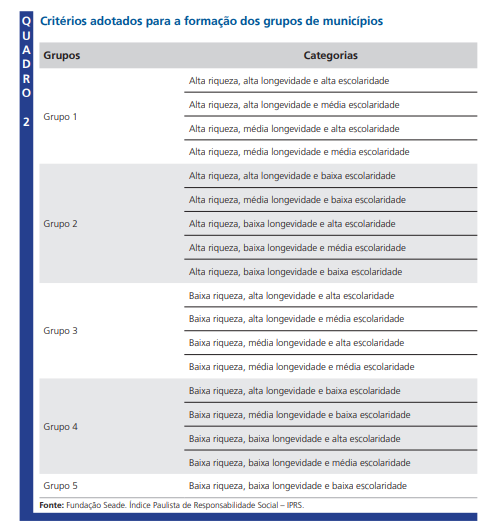 QUADRO 2
Critérios adotados para a formação dos grupos de municípios
Grupos Categorias
Grupo 1
Alta riqueza, alta longevidade e alta escolaridade
Alta riqueza, alta longevidade e média escolaridade
Alta riqueza, média longevidade e alta escolaridade
Alta riqueza, média longevidade e média escolaridade
Grupo 2
Alta riqueza, alta longevidade e baixa escolaridade
Alta riqueza, média longevidade e baixa escolaridade
Alta riqueza, baixa longevidade e alta escolaridade
Alta riqueza, baixa longevidade e média escolaridade
Alta riqueza, baixa longevidade e baixa escolaridade
Grupo 3
Baixa riqueza, alta longevidade e alta escolaridade
Baixa riqueza, alta longevidade e média escolaridade
Baixa riqueza, média longevidade e alta escolaridade
Baixa riqueza, média longevidade e média escolaridade
Grupo 4
Baixa riqueza, alta longevidade e baixa escolaridade
Baixa riqueza, média longevidade e baixa escolaridade
Baixa riqueza, baixa longevidade e alta escolaridade
Baixa riqueza, baixa longevidade e média escolaridade
Grupo 5
Baixa riqueza, baixa longevidade e baixa escolaridade
Fonte: Fundação Seade. Índice Paulista de Responsabilidade Social – IPRS.